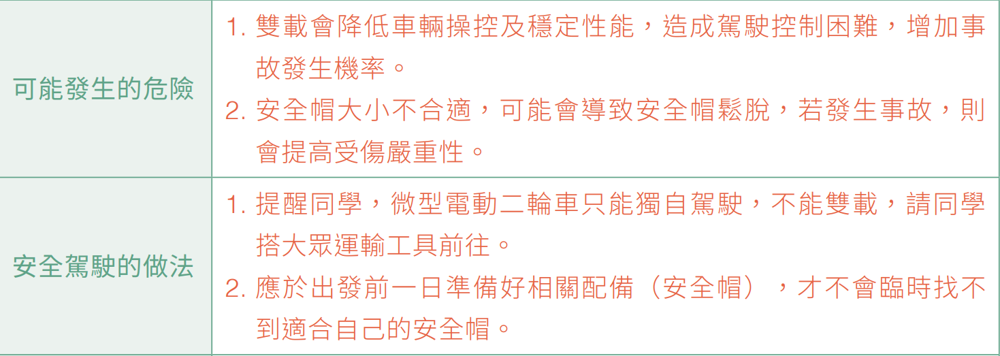 可能發生的危險
1. 雙載會降低車輛操控及穩定性能，造成駕駛控制困難，增加事
故發生機率。
2. 安全帽大小不合適，可能會導致安全帽鬆脫，若發生事故，則
會提高受傷嚴重性。
安全駕駛的做法
1. 提醒同學，微型電動二輪車只能獨自駕駛，不能雙載，請同學
搭大眾運輸工具前往。
2. 應於出發前一日準備好相關配備（安全帽），才不會臨時找不
到適合自己的安全帽。